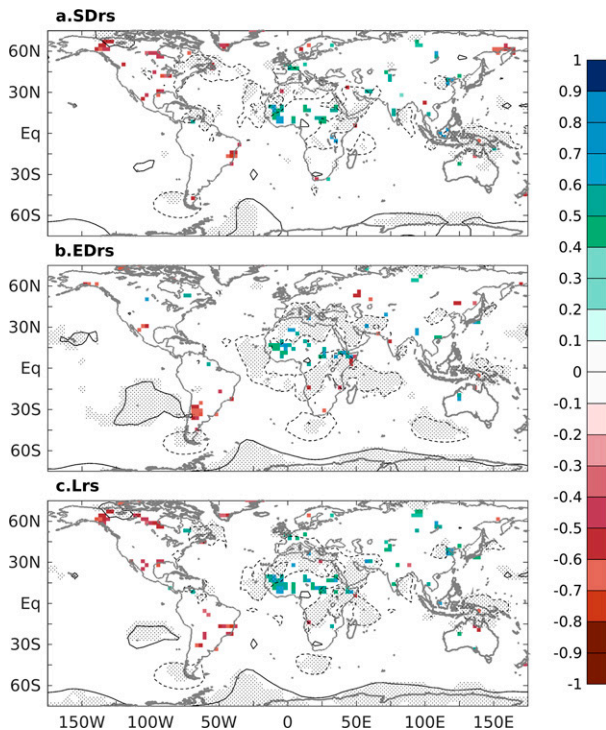 a.SDrs
60N
30N
Eq
30S
60S
b.EDrs
60N
30N
Eq
30S
60S
c.Lrs
60N
30N
Eq
30S
60S
150W 100W 50W 0 50E 100E 150E
1
0.9
0.8
0.7
0.6
0.5
0.4
0.3
0.2
0.1
0
-0.1
-0.2
-0.3
-0.4
-0.5
-0.6
-0.7
-0.8
-0.9
-1